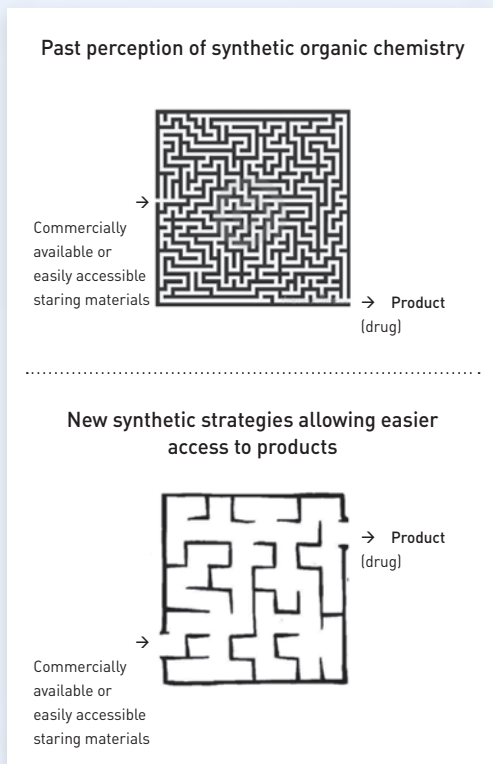 Past perception of synthetic organic chemistry
→
Commercially
available or
easily accessible
staring materials
→ Product
(drug)
New synthetic strategies allowing easier
access to products
→ Product
(drug)
→
Commercially
available or
easily accessible
staring materials